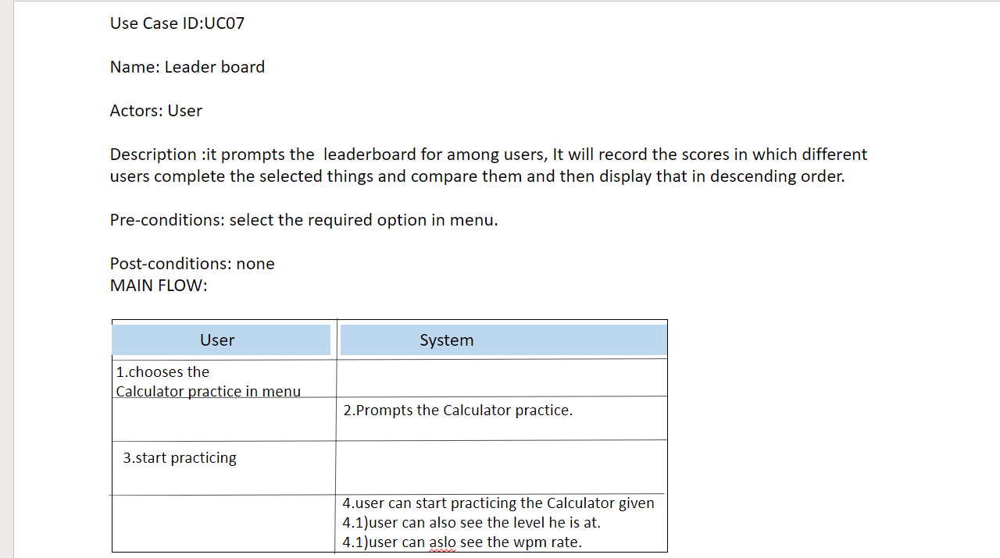 Use Case ID:UC07
Name: Leader board
Actors: User
Description :it prompts the  leaderboard for among users, It will record the scores in which different
users complete the selected things and compare them and then display that in descending order.
Pre-conditions: select the required option in menu.
Post-conditions: none
MAIN FLOW:
User
System
1.chooses the
Calculator practice in menu
2.Prompts the Calculator practice.
3.start practicing
4.user can start practicing the Calculator given
4.1)user can also see the level he is at.
4.1)user can aslo see the wpm rate.